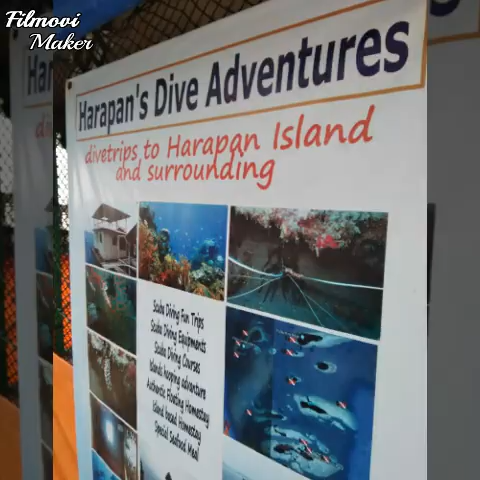 Filmovi
Maker
Harapan's Dive Adventures
divetrips to Harapan Island
and surrounding
Scuba Diving Fun Trips
Scuba Diving Equipments
Scuba Diving Courses
Islands hooping adventure
Authentic Floating Homestay
Island based Homestay
Special Seafood Meal